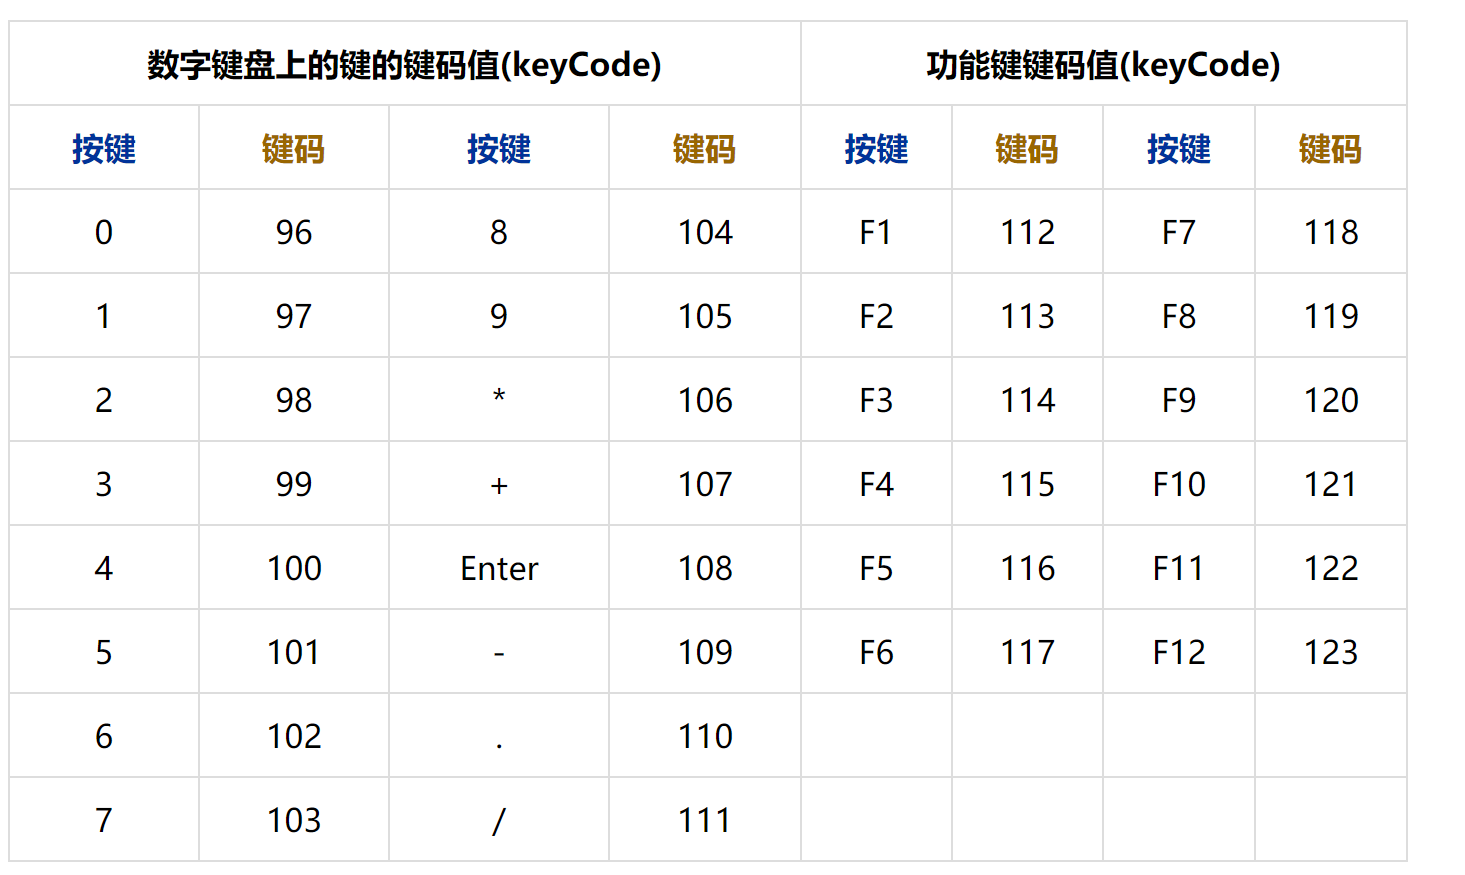 数字键盘上的键的键码值(keyCode) 功能键键码值(keyCode)
按键 键码 按键 键码 按键 键码 按键 键码
0 96 8 104 F1 112 F7 118
1 97 9 105 F2 113 F8 119
2 98 * 106 F3 114 F9 120
3 99 + 107 F4 115 F10 121
4 100 Enter 108 F5 116 F11 122
5 101 - 109 F6 117 F12 123
6 102 . 110
7 103 / 111